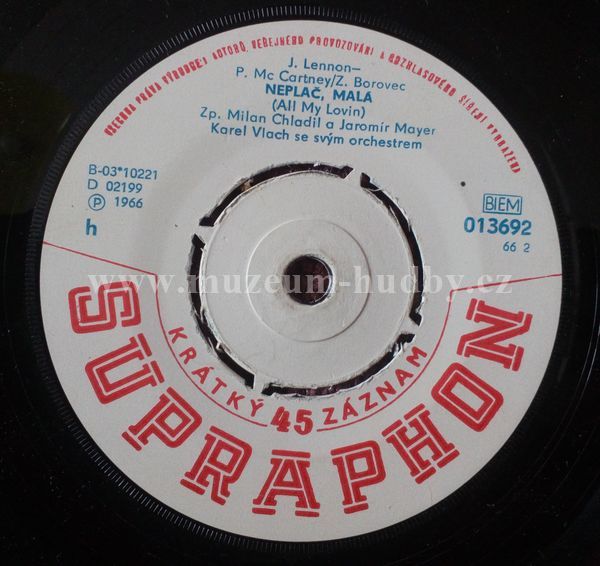 VŠECHNA PRÁVA VÝROBCE I AUTORŮ, VEŘEJNÉHO PROVOZOVÁNÍ A ROZHLASOVÉHO ŠÍŘENÍ VYHRAZENA
J. Lennon—
P. Mc Cartney/Z. Borovec
NEPLAČ, MALÁ
(All My Lovin)
Zp. Milan Chladil a Jaromír Mayer
Karel Vlach se svým orchestrem
B-03*10221
D 02199
Ⓟ 1966
h
BIEM
013692
66 2
www.muzeum-hudby.cz
KRÁTKÝ 45 ZÁZNAM
SUPRAPHON